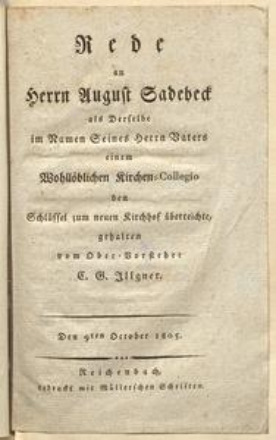 Rede
an
Herrn August Sadebeck
als Derselbe
im Namen Seines Herrn Vaters
einem
Wohllöblichen Kirchen-Collegio
den
Schlüssel zum neuen Kirchhof überreichte,
gehalten
vom Ober-Vorsteher
C. G. Illgner.
Den 9ten October 1805.
Reichenbach,
gedruckt mit Müllerschen Schriften.